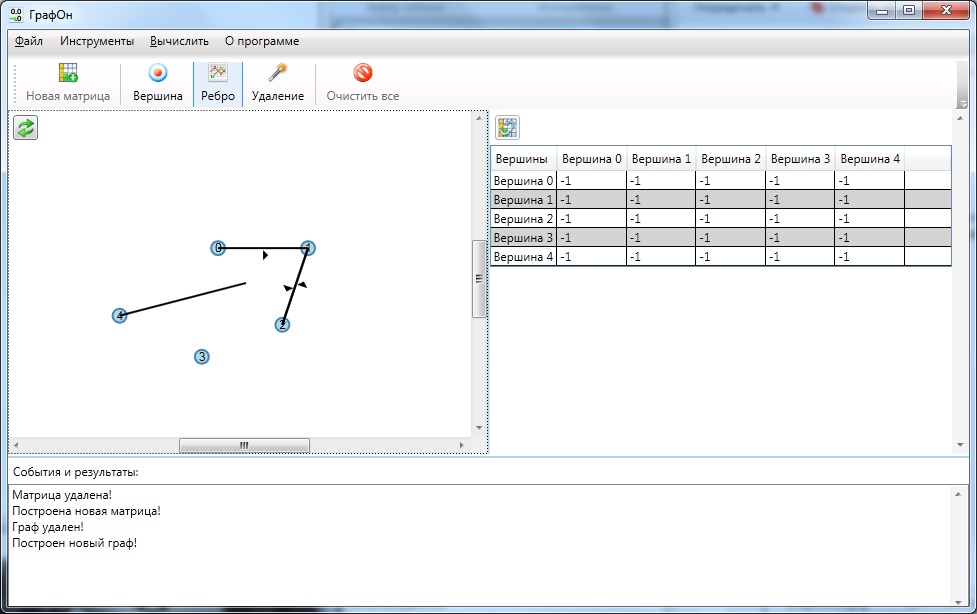 ГрафОн
Файл Инструменты Вычислить О программе
Новая матрица Вершина Ребро Удаление Очистить все
Вершины Вершина 0 Вершина 1 Вершина 2 Вершина 3 Вершина 4
Вершина 0 -1 -1 -1 -1 -1
Вершина 1 -1 -1 -1 -1 -1
Вершина 2 -1 -1 -1 -1 -1
Вершина 3 -1 -1 -1 -1 -1
Вершина 4 -1 -1 -1 -1 -1
0 1
4 2
3
События и результаты:
Матрица удалена!
Построена новая матрица!
Граф удален!
Построен новый граф!